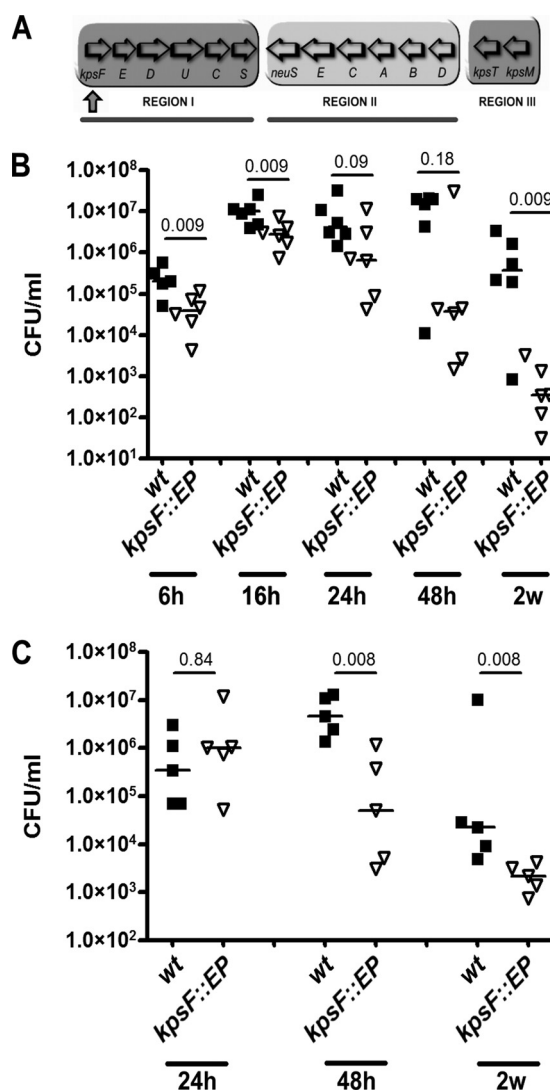 A
kpsF E D U C S neuS E C A B D kpsT kpsM
REGION I REGION II REGION III
B
1.0×10⁸
1.0×10⁷
1.0×10⁶
1.0×10⁵
1.0×10⁴
1.0×10³
1.0×10²
1.0×10¹
CFU/ml
0.009 0.009 0.09 0.18 0.009
wt kpsF::EP wt kpsF::EP wt kpsF::EP wt kpsF::EP wt kpsF::EP
6h 16h 24h 48h 2w
C
1.0×10⁸
1.0×10⁷
1.0×10⁶
1.0×10⁵
1.0×10⁴
1.0×10³
1.0×10²
CFU/ml
0.84 0.008 0.008
wt kpsF::EP wt kpsF::EP wt kpsF::EP
24h 48h 2w